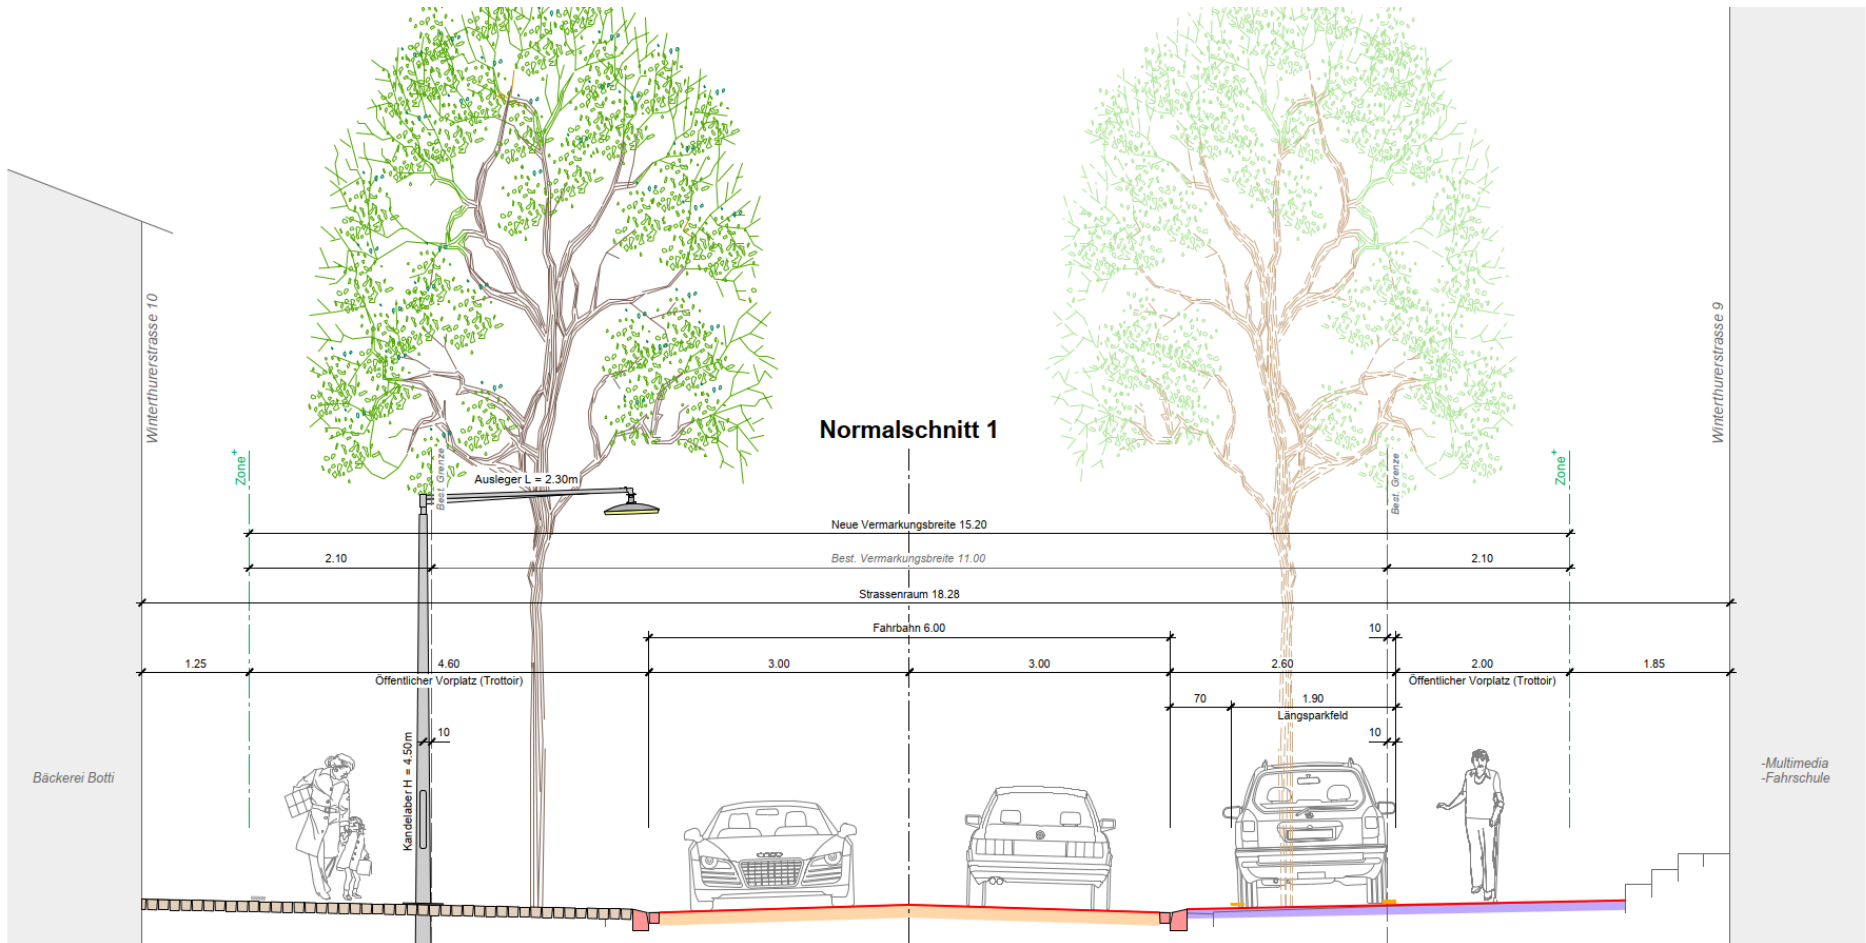 Winterthurerstrasse 10
Winterthurerstrasse 9
Normalschnitt 1
Zone +
Best. Grenze
Ausleger L = 2.30m
Best. Grenze
Zone +
Neue Vermarkungsbreite 15.20
2.10
Best. Vermarkungsbreite 11.00
2.10
Strassenraum 18.28
Fahrbahn 6.00
10
1.25
4.60
3.00
3.00
2.60
2.00
1.85
Öffentlicher Vorplatz (Trottoir)
Öffentlicher Vorplatz (Trottoir)
70
1.90
Längsparkfeld
10
10
Kandelaber H = 4.50m
Bäckerei Botti
-Multimedia
-Fahrschule